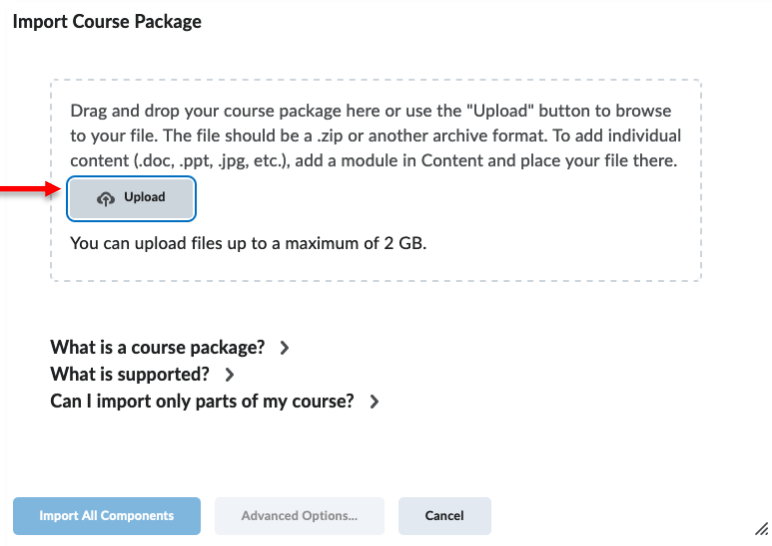 Import Course Package
Drag and drop your course package here or use the "Upload" button to browse
to your file. The file should be a .zip or another archive format. To add individual
content (.doc, .ppt, .jpg, etc.), add a module in Content and place your file there.
Upload
You can upload files up to a maximum of 2 GB.
What is a course package?
What is supported?
Can I import only parts of my course?
Import All Components
Advanced Options...
Cancel